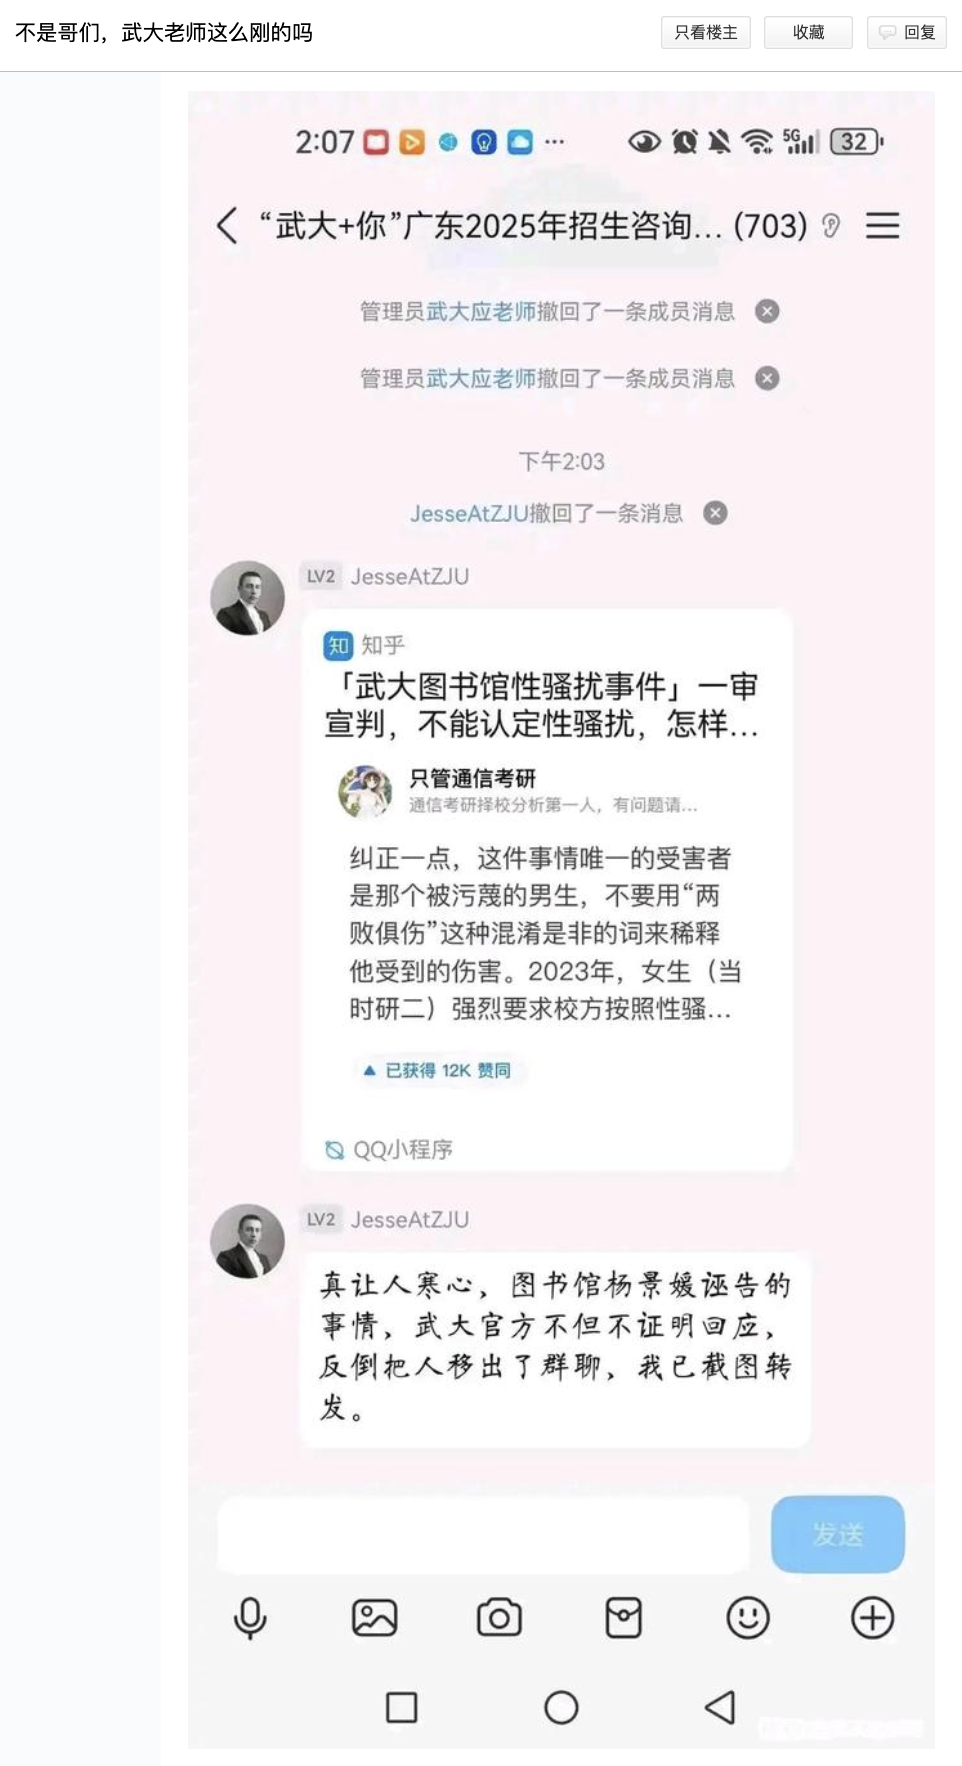 不是哥们，武大老师这么刚的吗
只看楼主
收藏
回复
2:07
5G
32
“武大+你”广东2025年招生咨询... (703)
管理员武大应老师撤回了一条成员消息
管理员武大应老师撤回了一条成员消息
下午2:03
JesseAtZJU撤回了一条消息
LV2 JesseAtZJU
知 知乎
「武大图书馆性骚扰事件」一审
宣判，不能认定性骚扰，怎样...
只管通信考研
通信考研择校分析第一人，有问题请...
纠正一点，这件事情唯一的受害者
是那个被污蔑的男生，不要用“两
败俱伤”这种混淆是非的词来稀释
他受到的伤害。2023年，女生（当
时研二）强烈要求校方按照性骚...
已获得 12K 赞同
QQ小程序
LV2 JesseAtZJU
真让人寒心，图书馆杨景媛诬告的
事情，武大官方不但不证明回应，
反倒把人移出了群聊，我已截图转
发。
发送